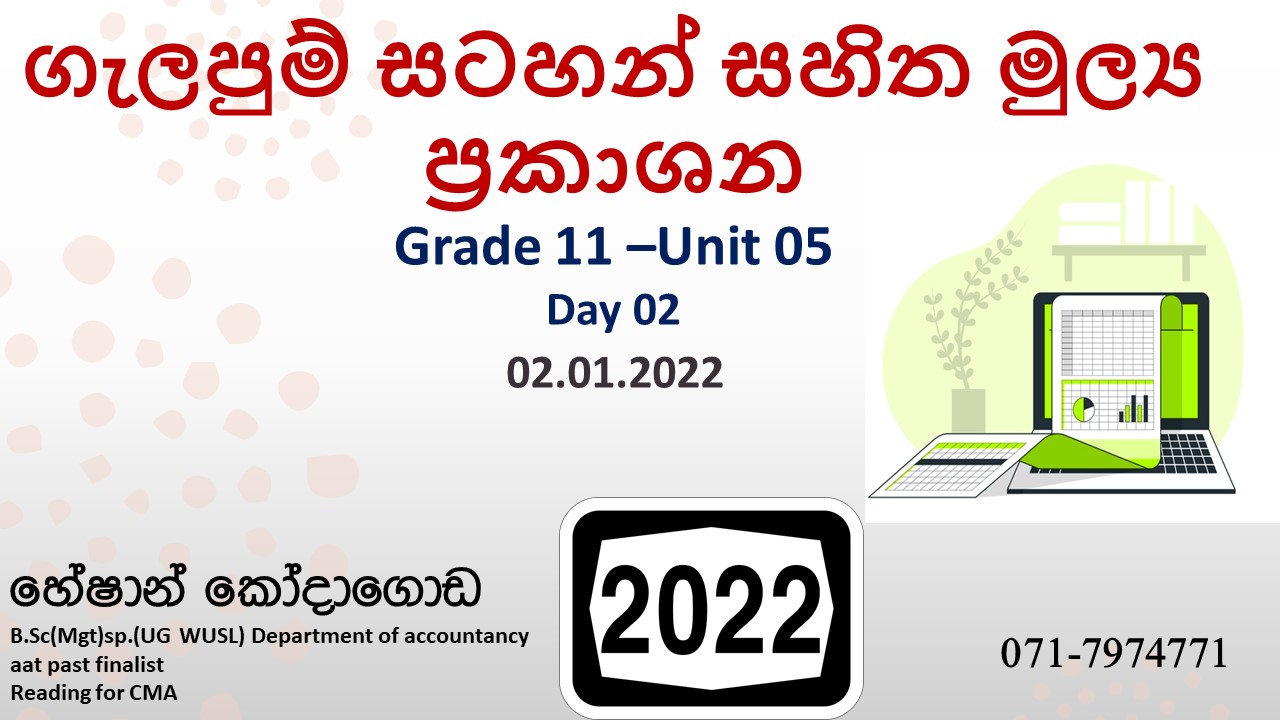 ගැලපුම් සටහන් සහිත මුල්‍ය
ප්‍රකාශන
Grade 11 –Unit 05
Day 02
02.01.2022
හේෂාන් කෝදාගොඩ
B.Sc(Mgt)sp.(UG WUSL) Department of accountancy
aat past finalist
Reading for CMA
2022
071-7974771